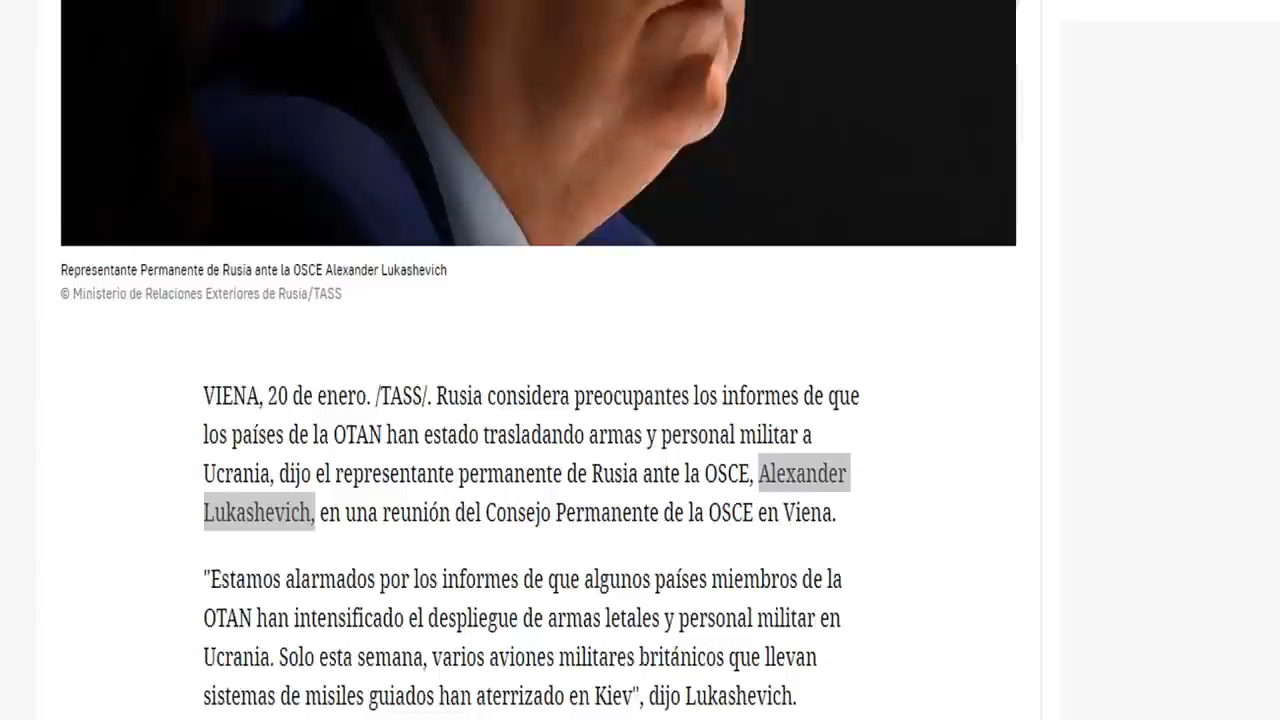 Representante Permanente de Rusia ante la OSCE Alexander Lukashevich
© Ministerio de Relaciones Exteriores de Rusia/TASS
VIENA, 20 de enero. /TASS/. Rusia considera preocupantes los informes de que
los países de la OTAN han estado trasladando armas y personal militar a
Ucrania, dijo el representante permanente de Rusia ante la OSCE, Alexander
Lukashevich, en una reunión del Consejo Permanente de la OSCE en Viena.
"Estamos alarmados por los informes de que algunos países miembros de la
OTAN han intensificado el despliegue de armas letales y personal militar en
Ucrania. Solo esta semana, varios aviones militares británicos que llevan
sistemas de misiles guiados han aterrizado en Kiev", dijo Lukashevich.